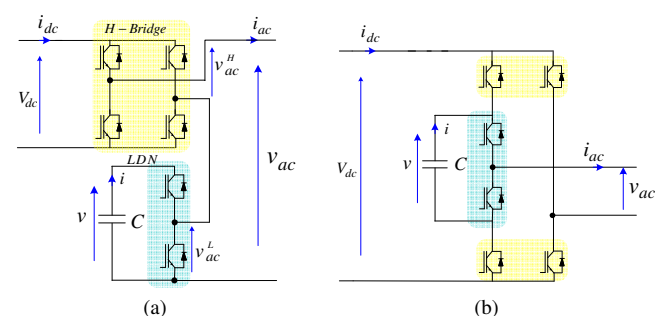 i_dc
H-Bridge
i_ac
v_ac^H
V_dc
v_ac
LDN
i
v
C
v_ac^L
(a)
i_dc
i
v
C
V_dc
i_ac
v_ac
(b)